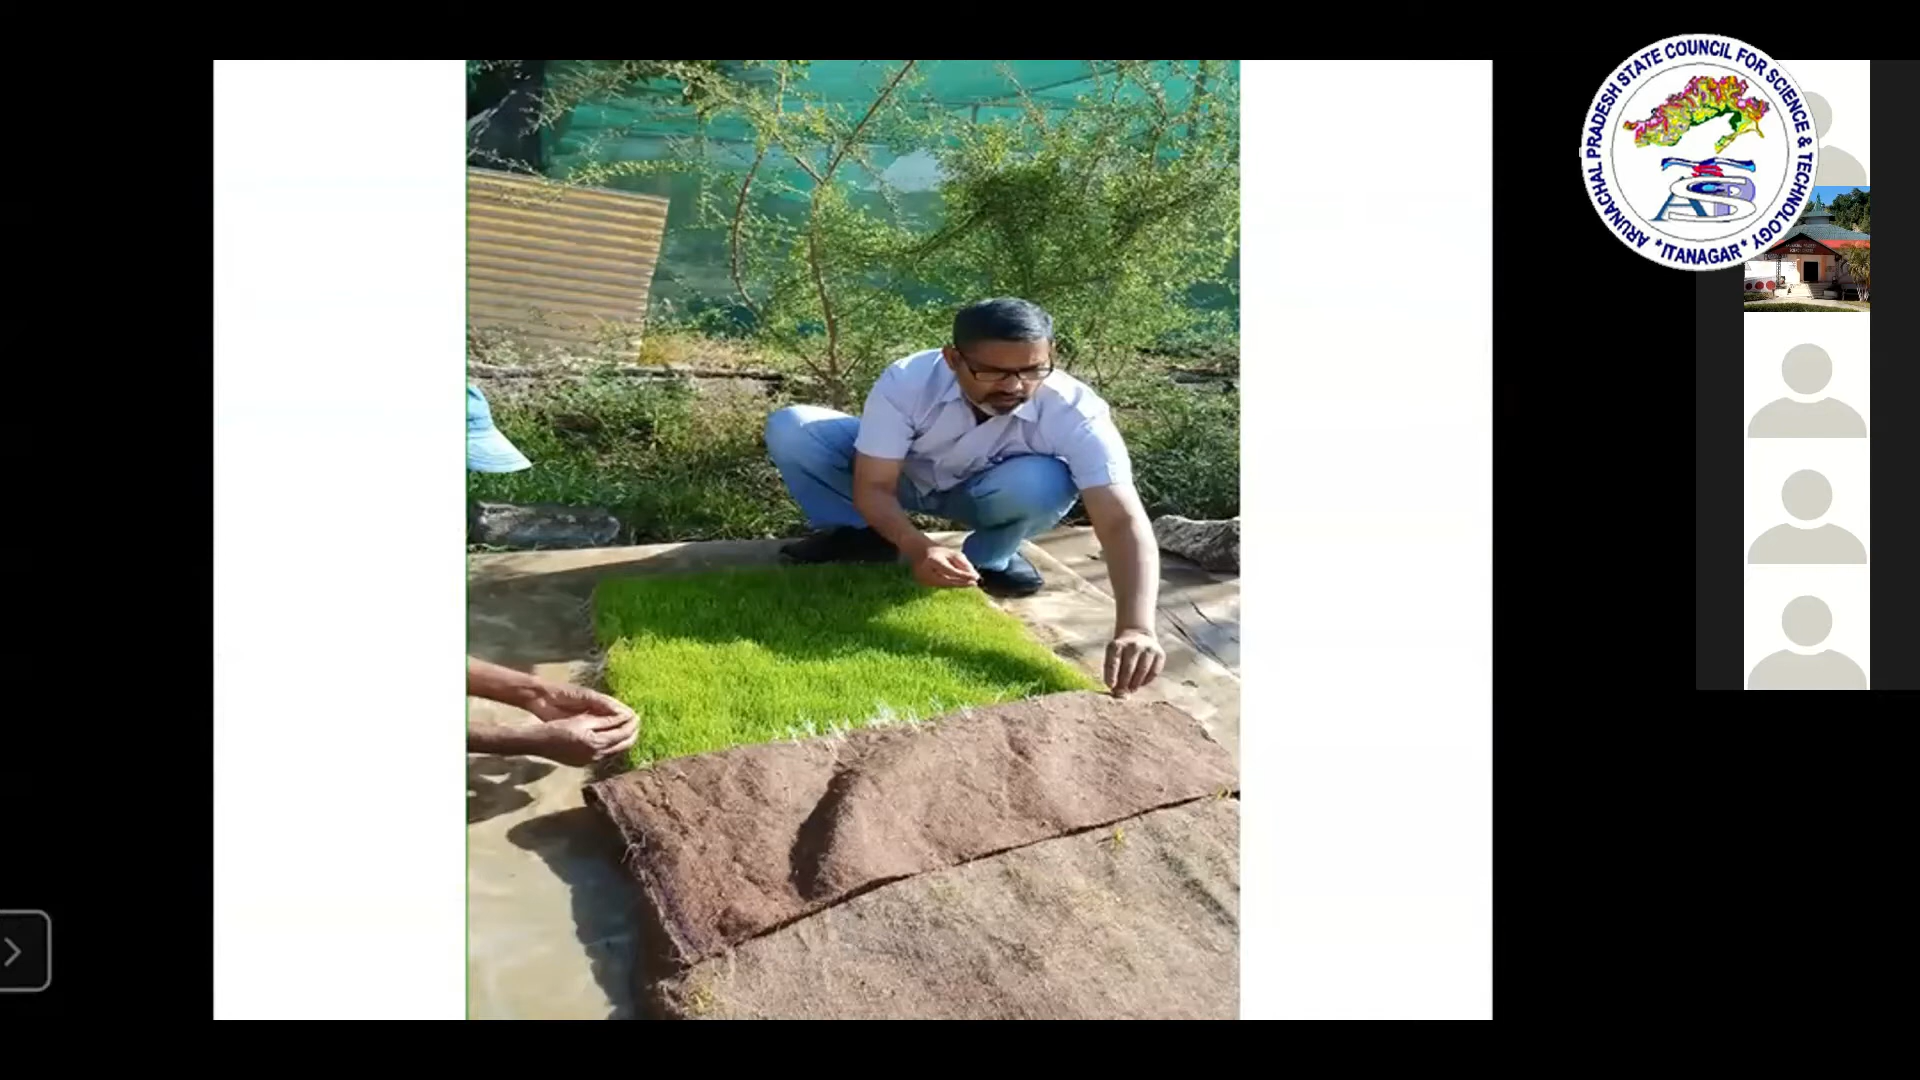 ARUNACHAL PRADESH STATE COUNCIL FOR SCIENCE & TECHNOLOGY
* ITANAGAR *